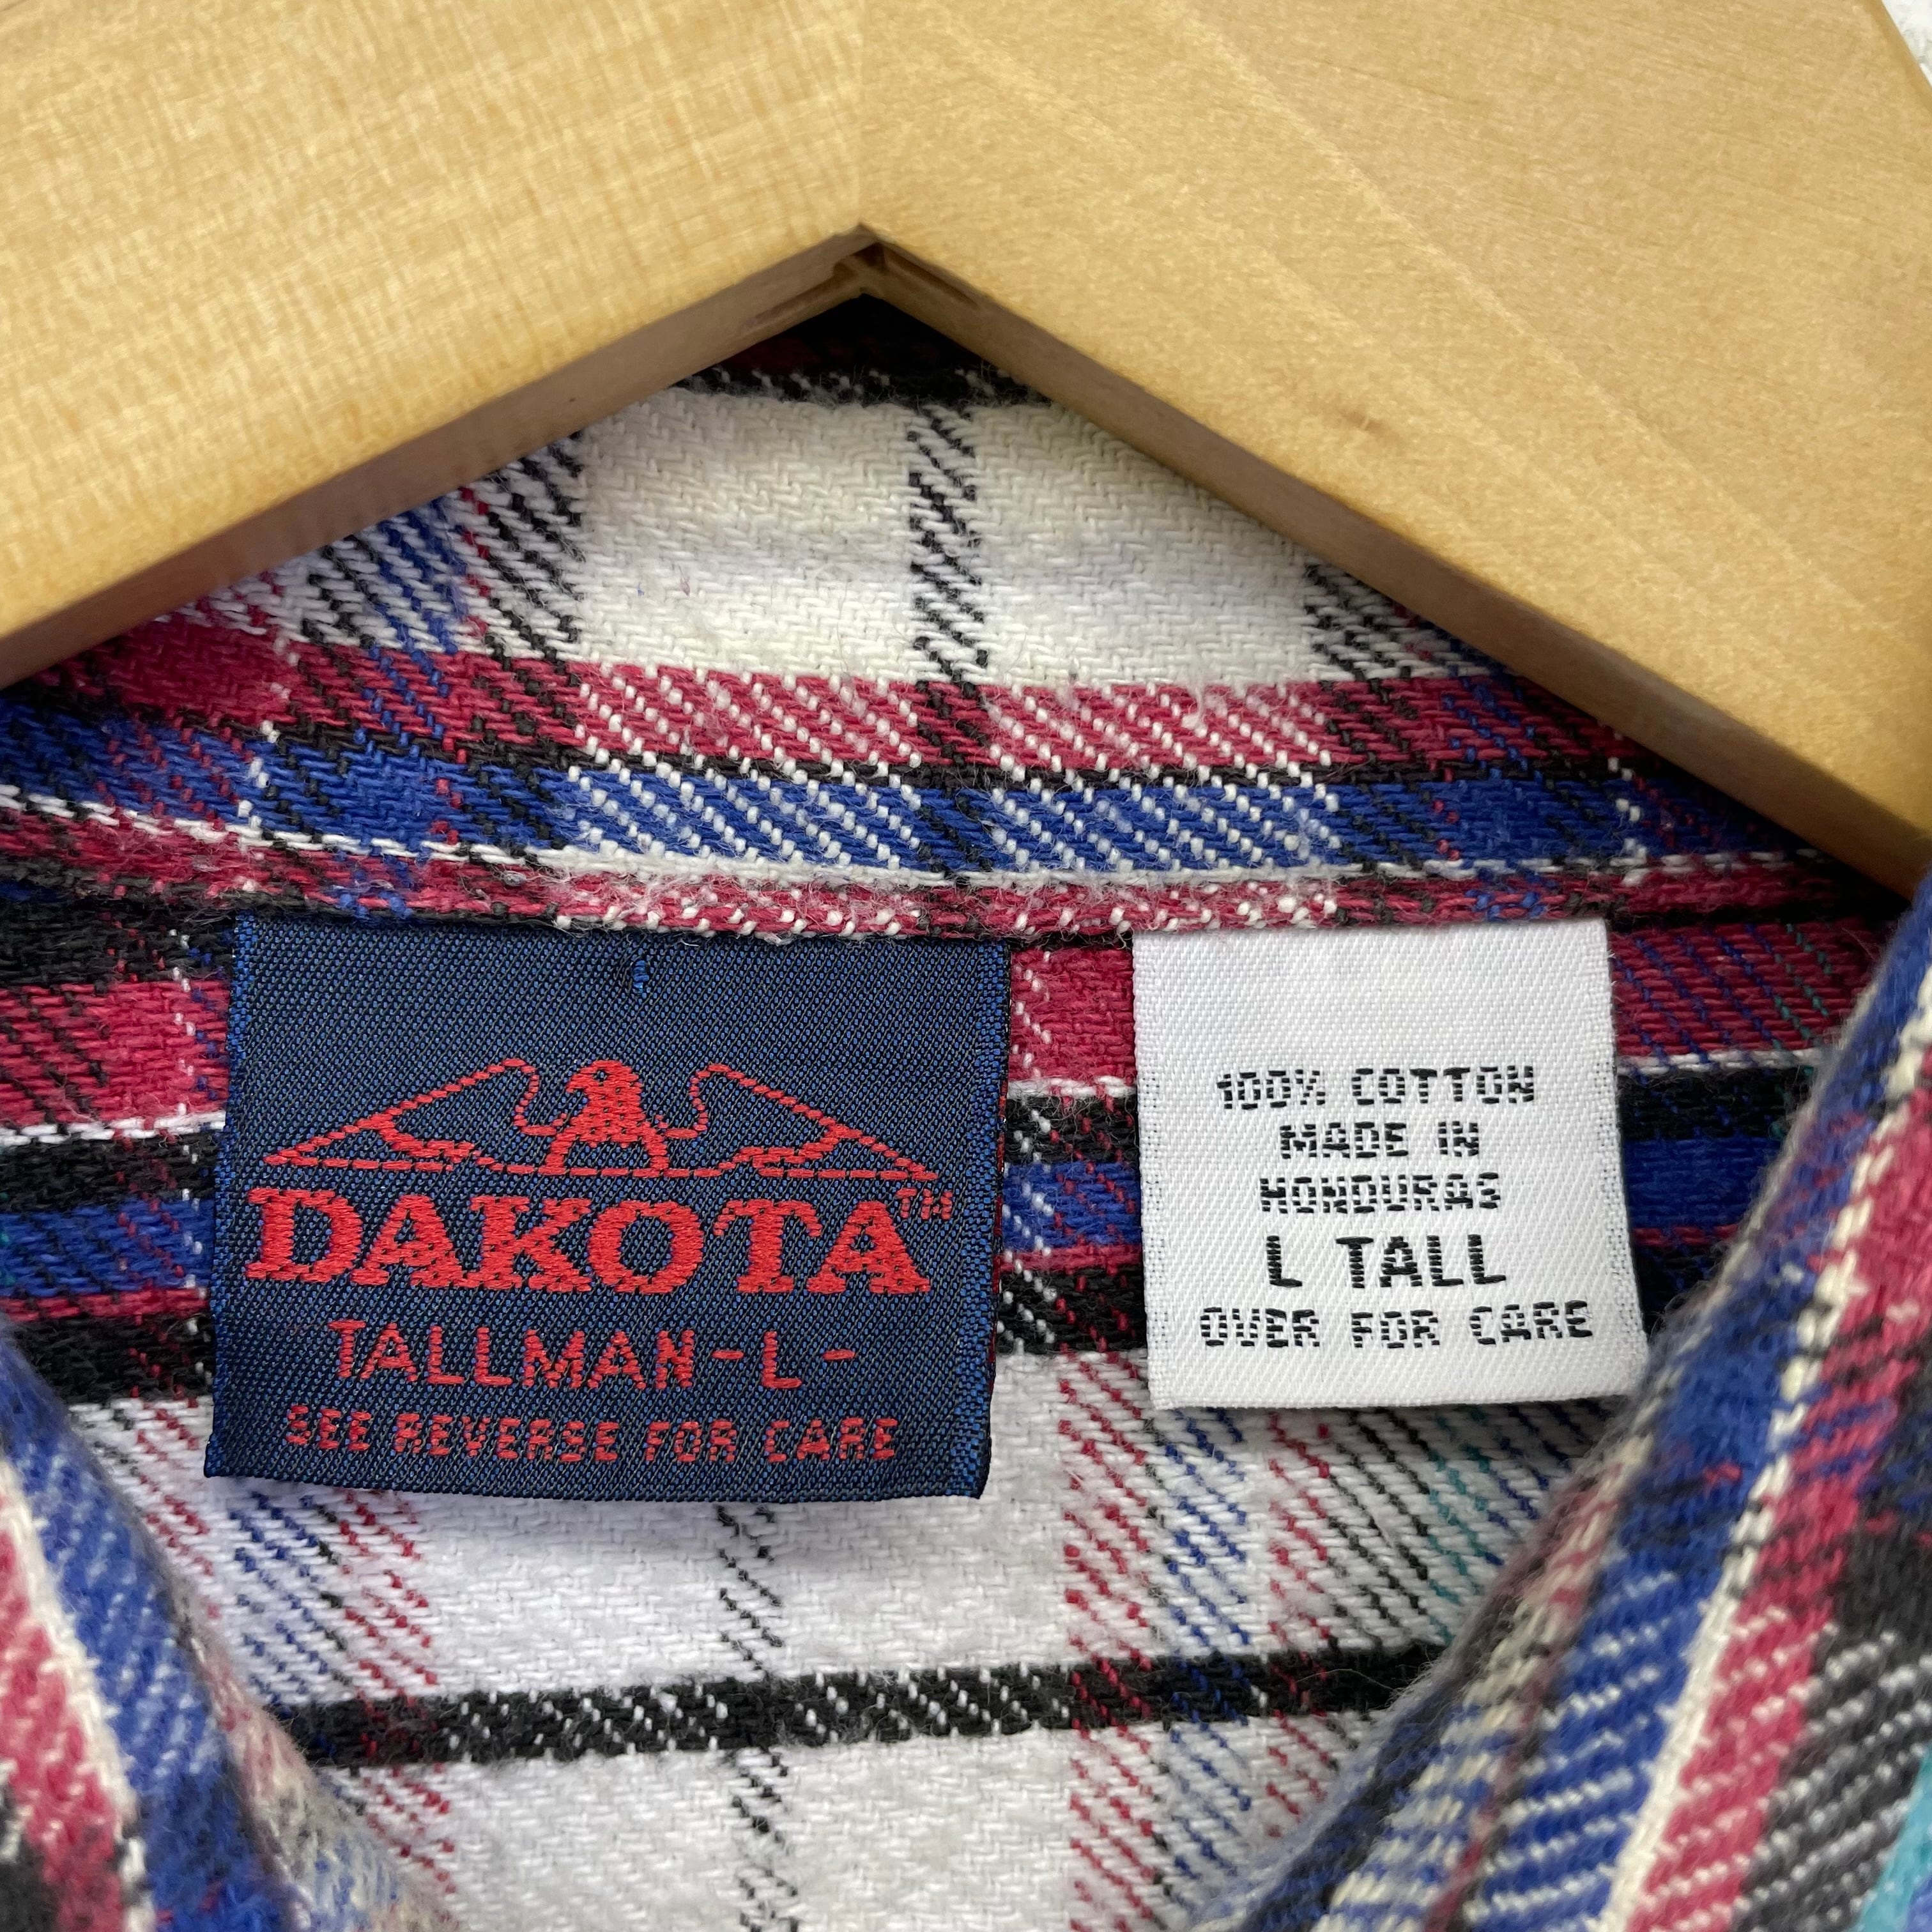 DAKOTA™
TALLMAN -L-
SEE REVERSE FOR CARE
100% COTTON
MADE IN
HONDURAS
L TALL
OVER FOR CARE